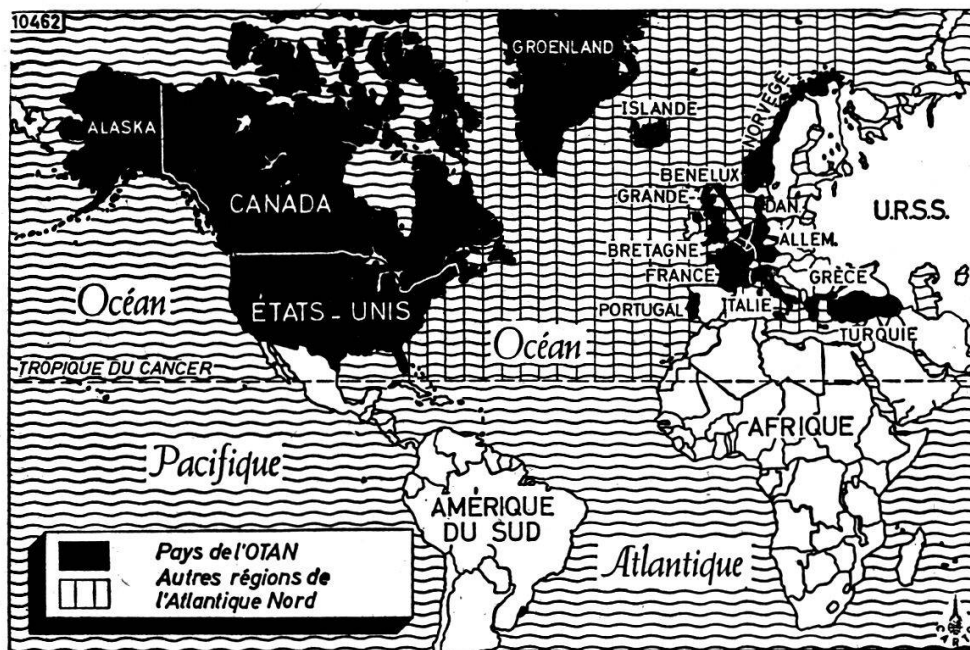 10462
GROENLAND
ISLANDE
NORVÈGE
ALASKA
BENELUX
CANADA
GRANDE
BRETAGNE
DAN.
U.R.S.S.
ALLEM.
FRANCE
GRÈCE
Océan
ÉTATS-UNIS
PORTUGAL
ITALIE
Océan
TURQUIE
TROPIQUE DU CANCER
AFRIQUE
Pacifique
AMÉRIQUE
DU SUD
Atlantique
Pays de l'OTAN
Autres régions de
l'Atlantique Nord